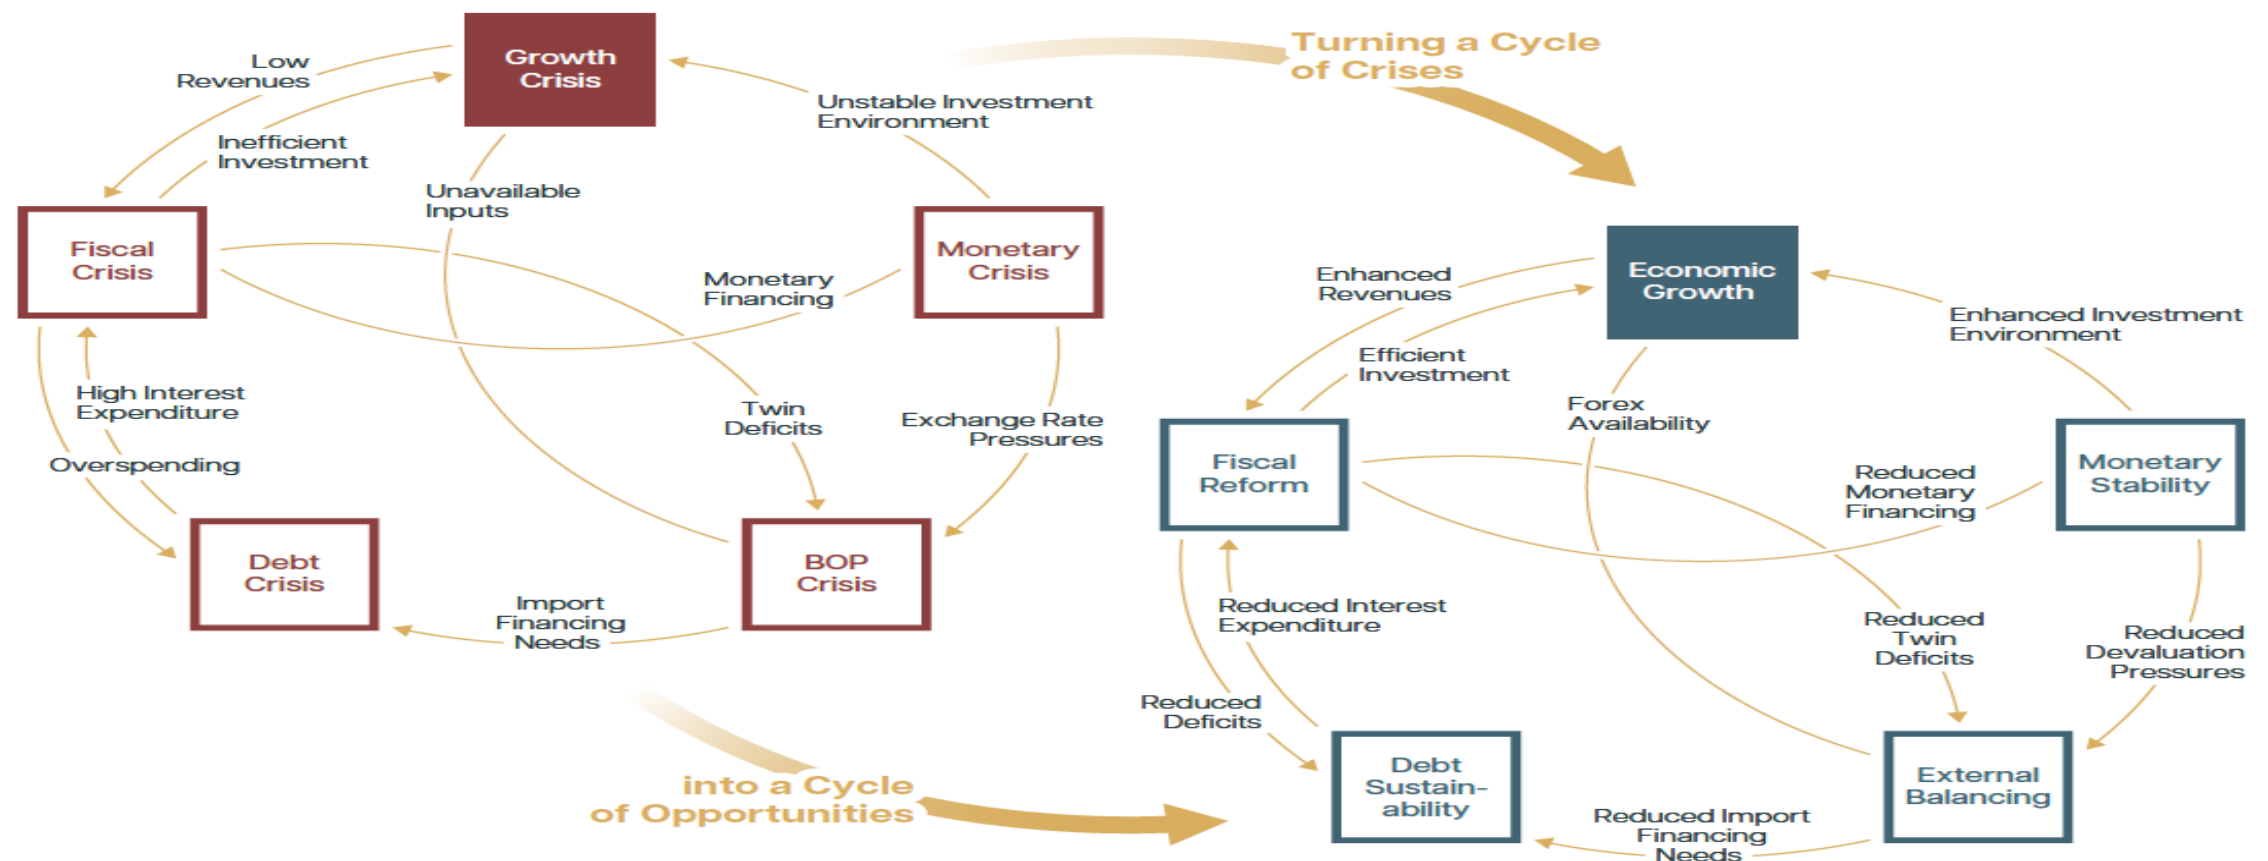 Growth
Crisis
Low
Revenues
Inefficient
Investment
Unavailable
Inputs
Unstable Investment
Environment
Fiscal
Crisis
Monetary
Crisis
Monetary
Financing
High Interest
Expenditure
Overspending
Twin
Deficits
Exchange Rate
Pressures
Debt
Crisis
BOP
Crisis
Import
Financing
Needs
Turning a Cycle
of Crises
into a Cycle
of Opportunities
Economic
Growth
Enhanced
Revenues
Efficient
Investment
Forex
Availability
Enhanced Investment
Environment
Fiscal
Reform
Monetary
Stability
Reduced
Monetary
Financing
Reduced Interest
Expenditure
Reduced
Deficits
Reduced
Twin
Deficits
Reduced
Devaluation
Pressures
Debt
Sustain-
ability
External
Balancing
Reduced Import
Financing
Needs